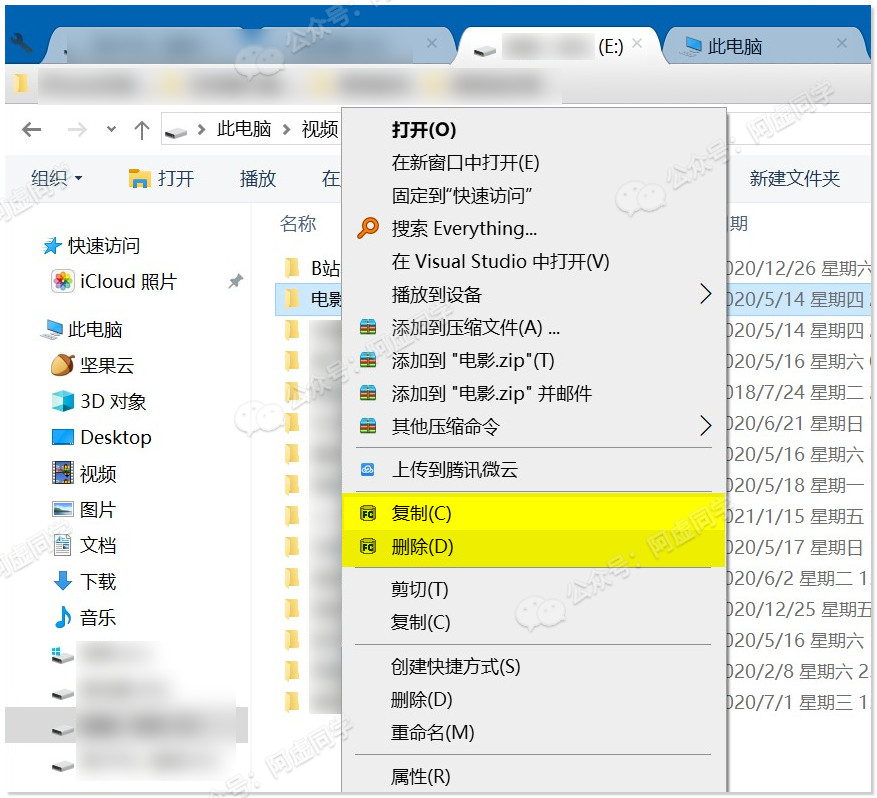 (E:)
此电脑
此电脑 视频
组织 打开 播放 在 新建文件夹
名称 期
快速访问
iCloud 照片
此电脑
坚果云
3D 对象
Desktop
视频
图片
文档
下载
音乐
B站
电影
打开(O)
在新窗口中打开(E)
固定到"快速访问"
搜索 Everything...
在 Visual Studio 中打开(V)
播放到设备
添加到压缩文件(A) ...
添加到 "电影.zip"(T)
添加到 "电影.zip" 并邮件
其他压缩命令
上传到腾讯微云
FC 复制(C)
FC 删除(D)
剪切(T)
复制(C)
创建快捷方式(S)
删除(D)
重命名(M)
属性(R)
020/12/26 星期六
020/5/14 星期四
020/5/14 星期四
020/5/16 星期六
018/7/24 星期二
020/6/21 星期日
020/5/16 星期六
020/5/18 星期一
021/1/15 星期五
020/5/17 星期日
020/6/2 星期二 1
020/12/25 星期五
020/5/16 星期六
020/2/8 星期六 2
020/7/1 星期三 1
公众号：阿虚同学